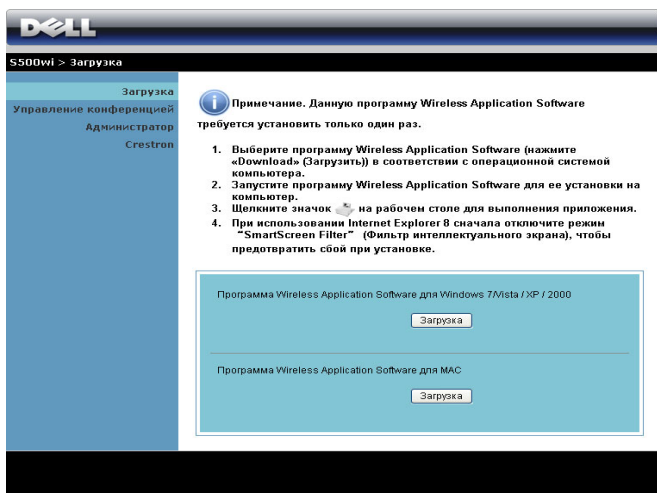 DELL
S500wi > Загрузка
Загрузка
Управление конференцией
Администратор
Crestron
Примечание. Данную программу Wireless Application Software
требуется установить только один раз.
1. Выберите программу Wireless Application Software (нажмите
«Download» (Загрузить)) в соответствии с операционной системой
компьютера.
2. Запустите программу Wireless Application Software для ее установки на
компьютер.
3. Щелкните значок на рабочем столе для выполнения приложения.
4. При использовании Internet Explorer 8 сначала отключите режим
“SmartScreen Filter” (Фильтр интеллектуального экрана), чтобы
предотвратить сбой при установке.
Программа Wireless Application Software для Windows 7/Vista / XP / 2000
Загрузка
Программа Wireless Application Software для MAC
Загрузка